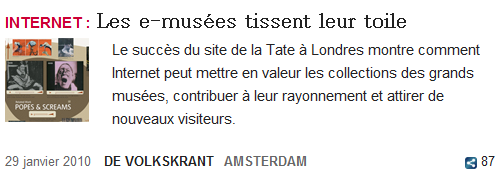 INTERNET : Les e-musées tissent leur toile
Le succès du site de la Tate à Londres montre comment
Internet peut mettre en valeur les collections des grands
musées, contribuer à leur rayonnement et attirer de
nouveaux visiteurs.
POPES & SCREAMS
29 janvier 2010 DE VOLKSKRANT AMSTERDAM 87